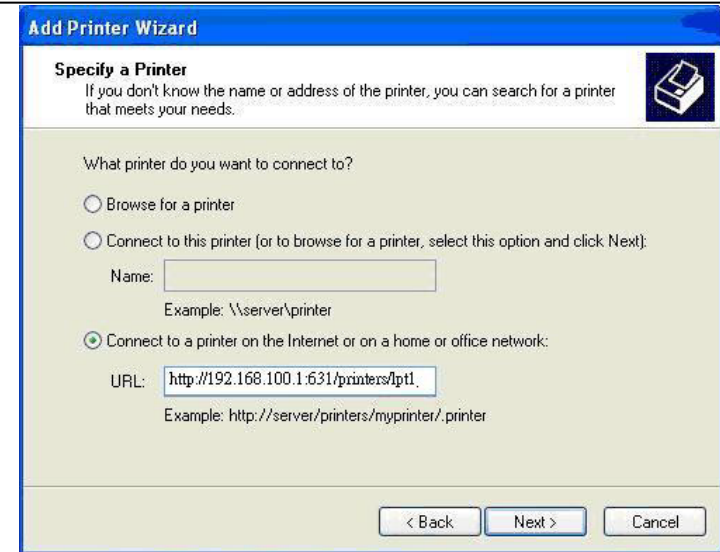 Add Printer Wizard
Specify a Printer
If you don't know the name or address of the printer, you can search for a printer
that meets your needs.
What printer do you want to connect to?
Browse for a printer
Connect to this printer (or to browse for a printer, select this option and click Next):
Name:
Example: \\server\printer
Connect to a printer on the Internet or on a home or office network:
URL: http://192.168.100.1:631/printers/lpt1
Example: http://server/printers/myprinter/.printer
< Back Next > Cancel